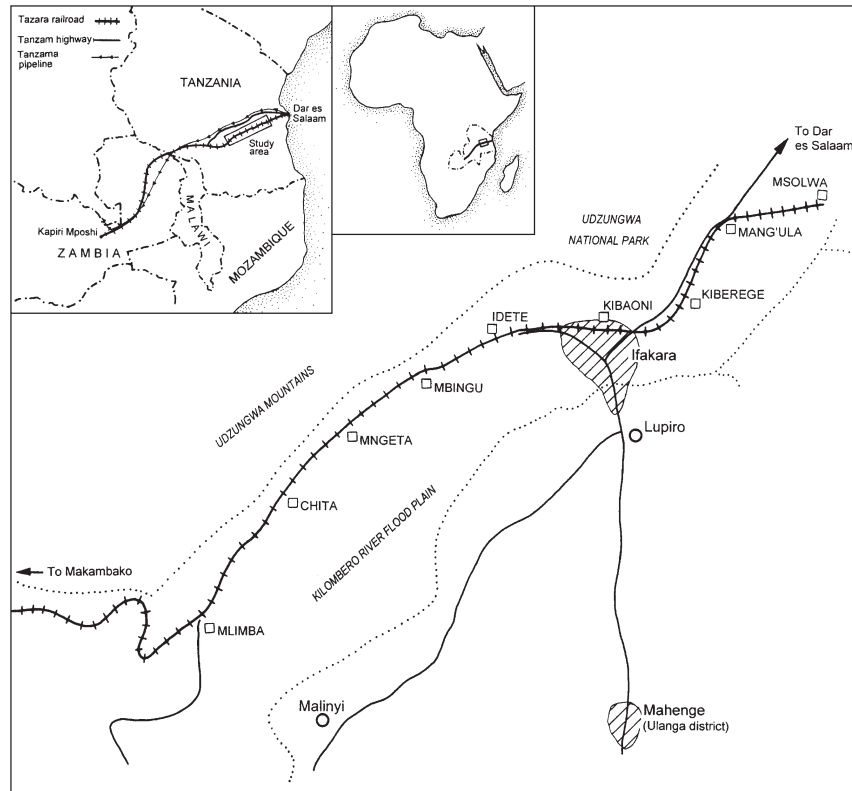 Tazara railroad
Tanzam highway
Tanzama
pipeline
TANZANIA
Dar es
Salaam
Study
area
MALAWI
Kapiri Mposhi
ZAMBIA
MOZAMBIQUE
To Dar
es Salaam
MSOLWA
UDZUNGWA
NATIONAL PARK
MANG'ULA
KIBAONI
KIBEREGE
IDETE
Ifakara
MBINGU
UDZUNGWA MOUNTAINS
Lupiro
MNGETA
CHITA
KILOMBERO RIVER FLOOD PLAIN
To Makambako
MLIMBA
Malinyi
Mahenge
(Ulanga district)